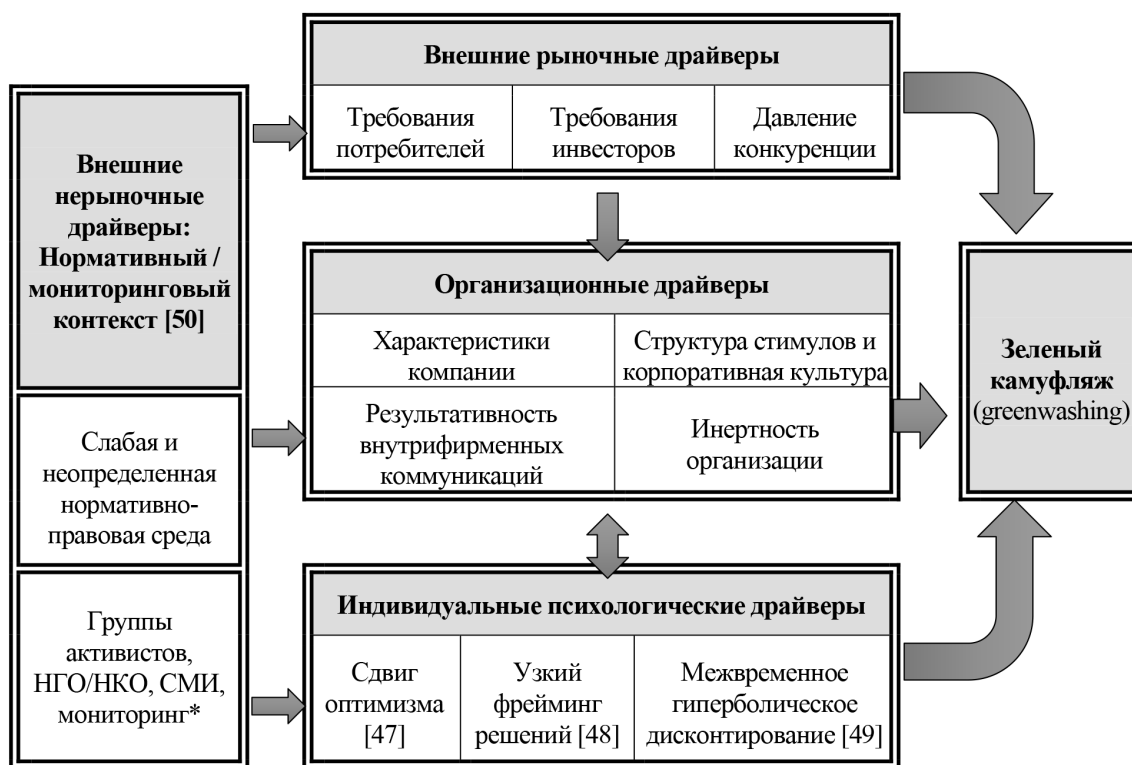 Внешние
нерыночные
драйверы:
Нормативный /
мониторинговый
контекст [50]
Слабая и
неопределенная
нормативно-
правовая среда
Группы
активистов,
НГО/НКО, СМИ,
мониторинг*
Внешние рыночные драйверы
Требования
потребителей
Требования
инвесторов
Давление
конкуренции
Организационные драйверы
Характеристики
компании
Структура стимулов и
корпоративная культура
Результативность
внутрифирменных
коммуникаций
Инертность
организации
Индивидуальные психологические драйверы
Сдвиг
оптимизма
[47]
Узкий
фрейминг
решений [48]
Межвременное
гиперболическое
дисконтирование [49]
Зеленый
камуфляж
(greenwashing)